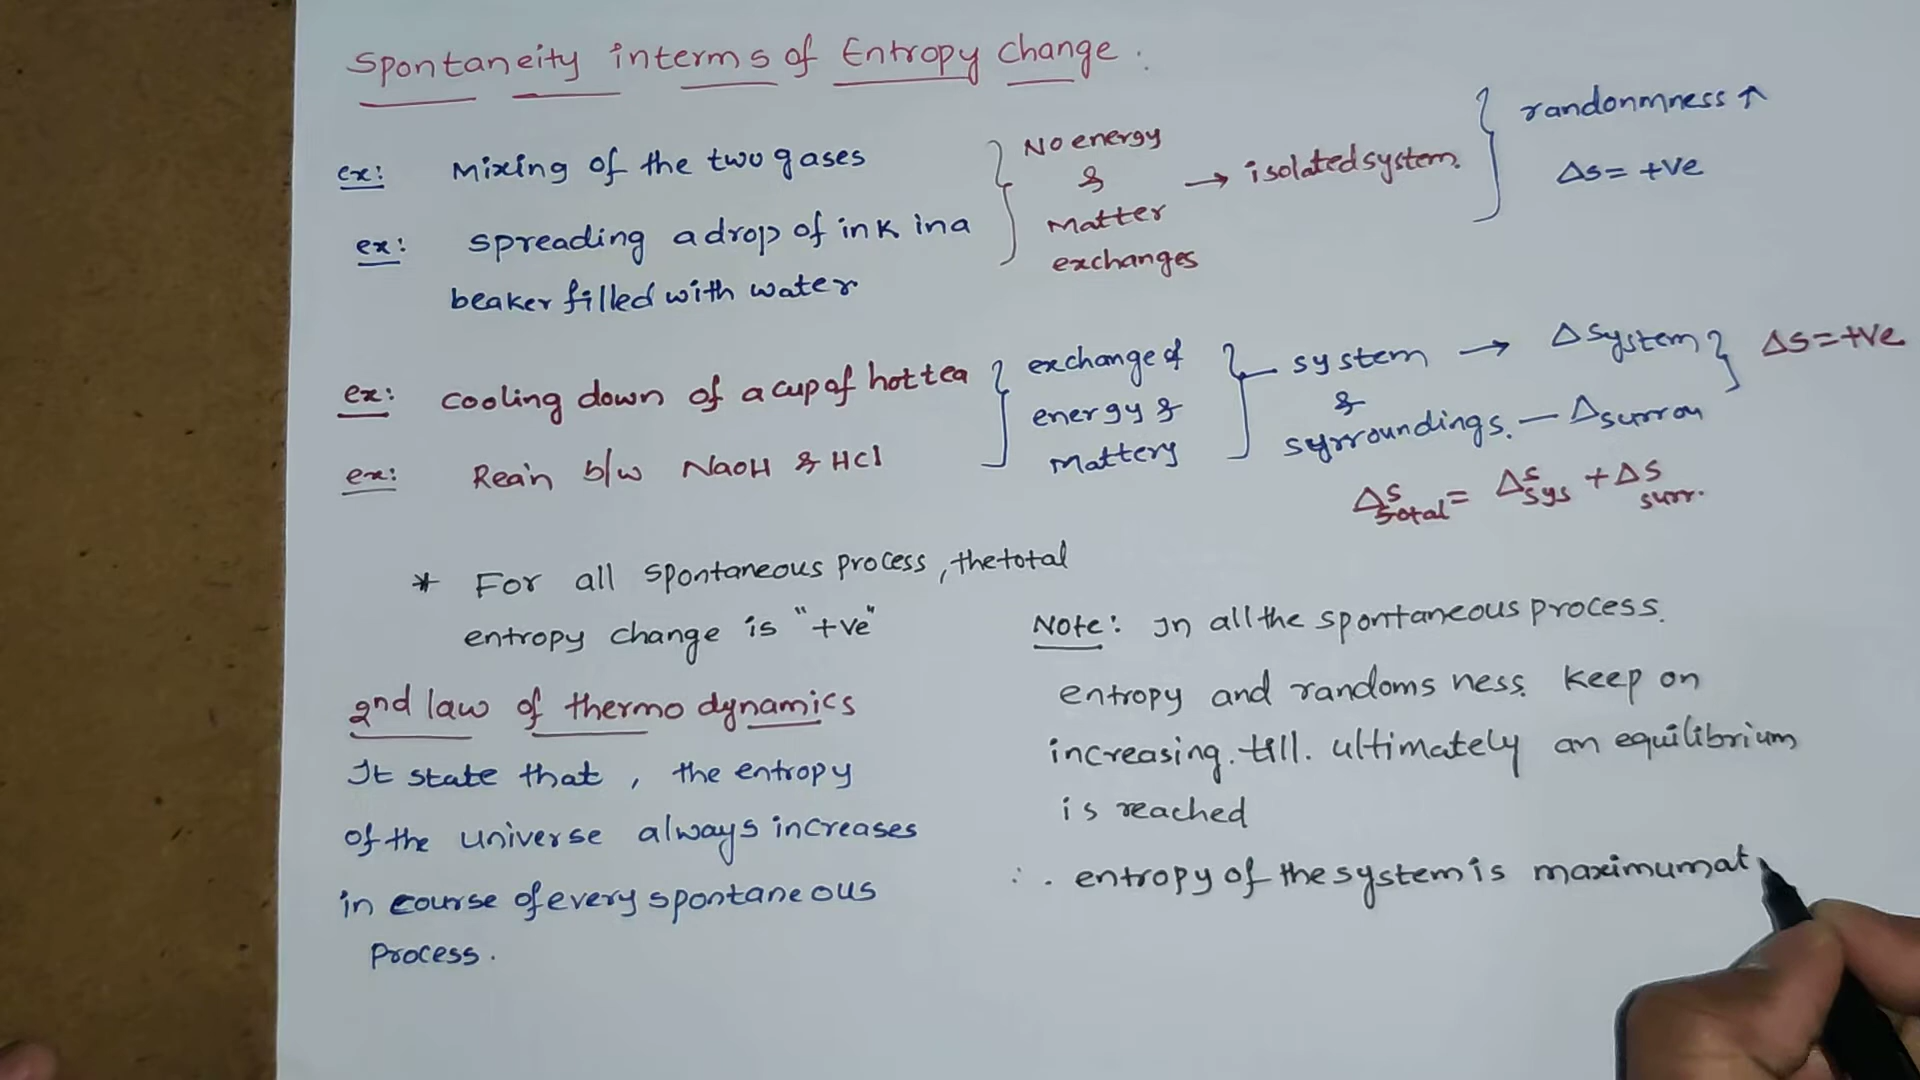 Spontaneity interms of Entropy change.
ex: Mixing of the two gases
ex: spreading a drop of ink in a
beaker filled with water
No energy
&
Matter
exchanges
→ isolated system.
randonmness ↑
Δs = +ve
ex: cooling down of a cup of hot tea
ex: Rea'n b/w NaOH & HCl
exchange of
energy &
Mattery
system → Δsystem
&
syrroundings. — Δsurrou
Δs = +ve
ΔS total = ΔS sys + ΔS surr.
* For all spontaneous process, the total
entropy change is "+ve"
2nd law of thermo dynamics
It state that, the entropy
of the universe always increases
in course of every spontaneous
process.
Note: In all the spontaneous process.
entropy and randoms ness. keep on
increasing. till. ultimately an equilibrium
is reached
∴ entropy of the system is maximum at